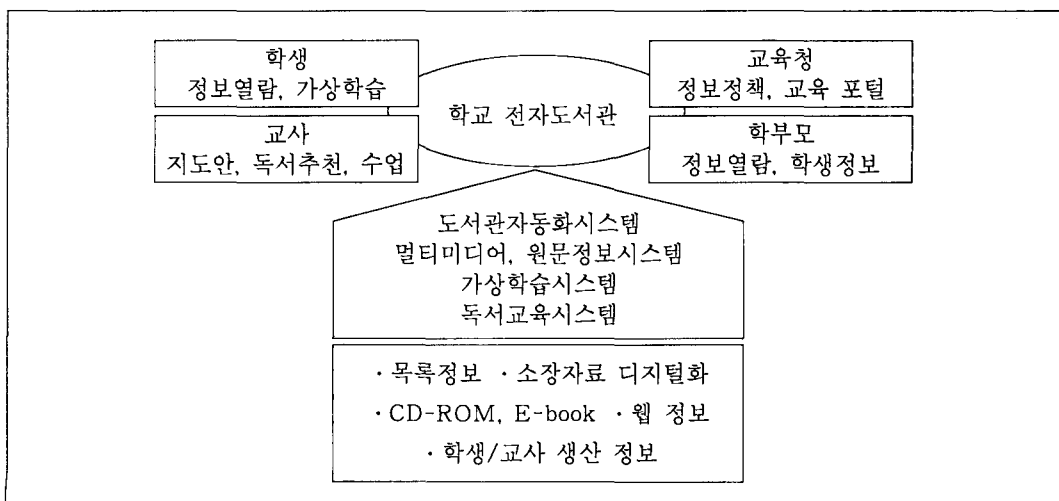 학생
정보열람, 가상학습
교사
지도안, 독서추천, 수업
학교 전자도서관
교육청
정보정책, 교육 포털
학부모
정보열람, 학생정보
도서관자동화시스템
멀티미디어, 원문정보시스템
가상학습시스템
독서교육시스템
· 목록정보 · 소장자료 디지털화
· CD-ROM, E-book · 웹 정보
· 학생/교사 생산 정보